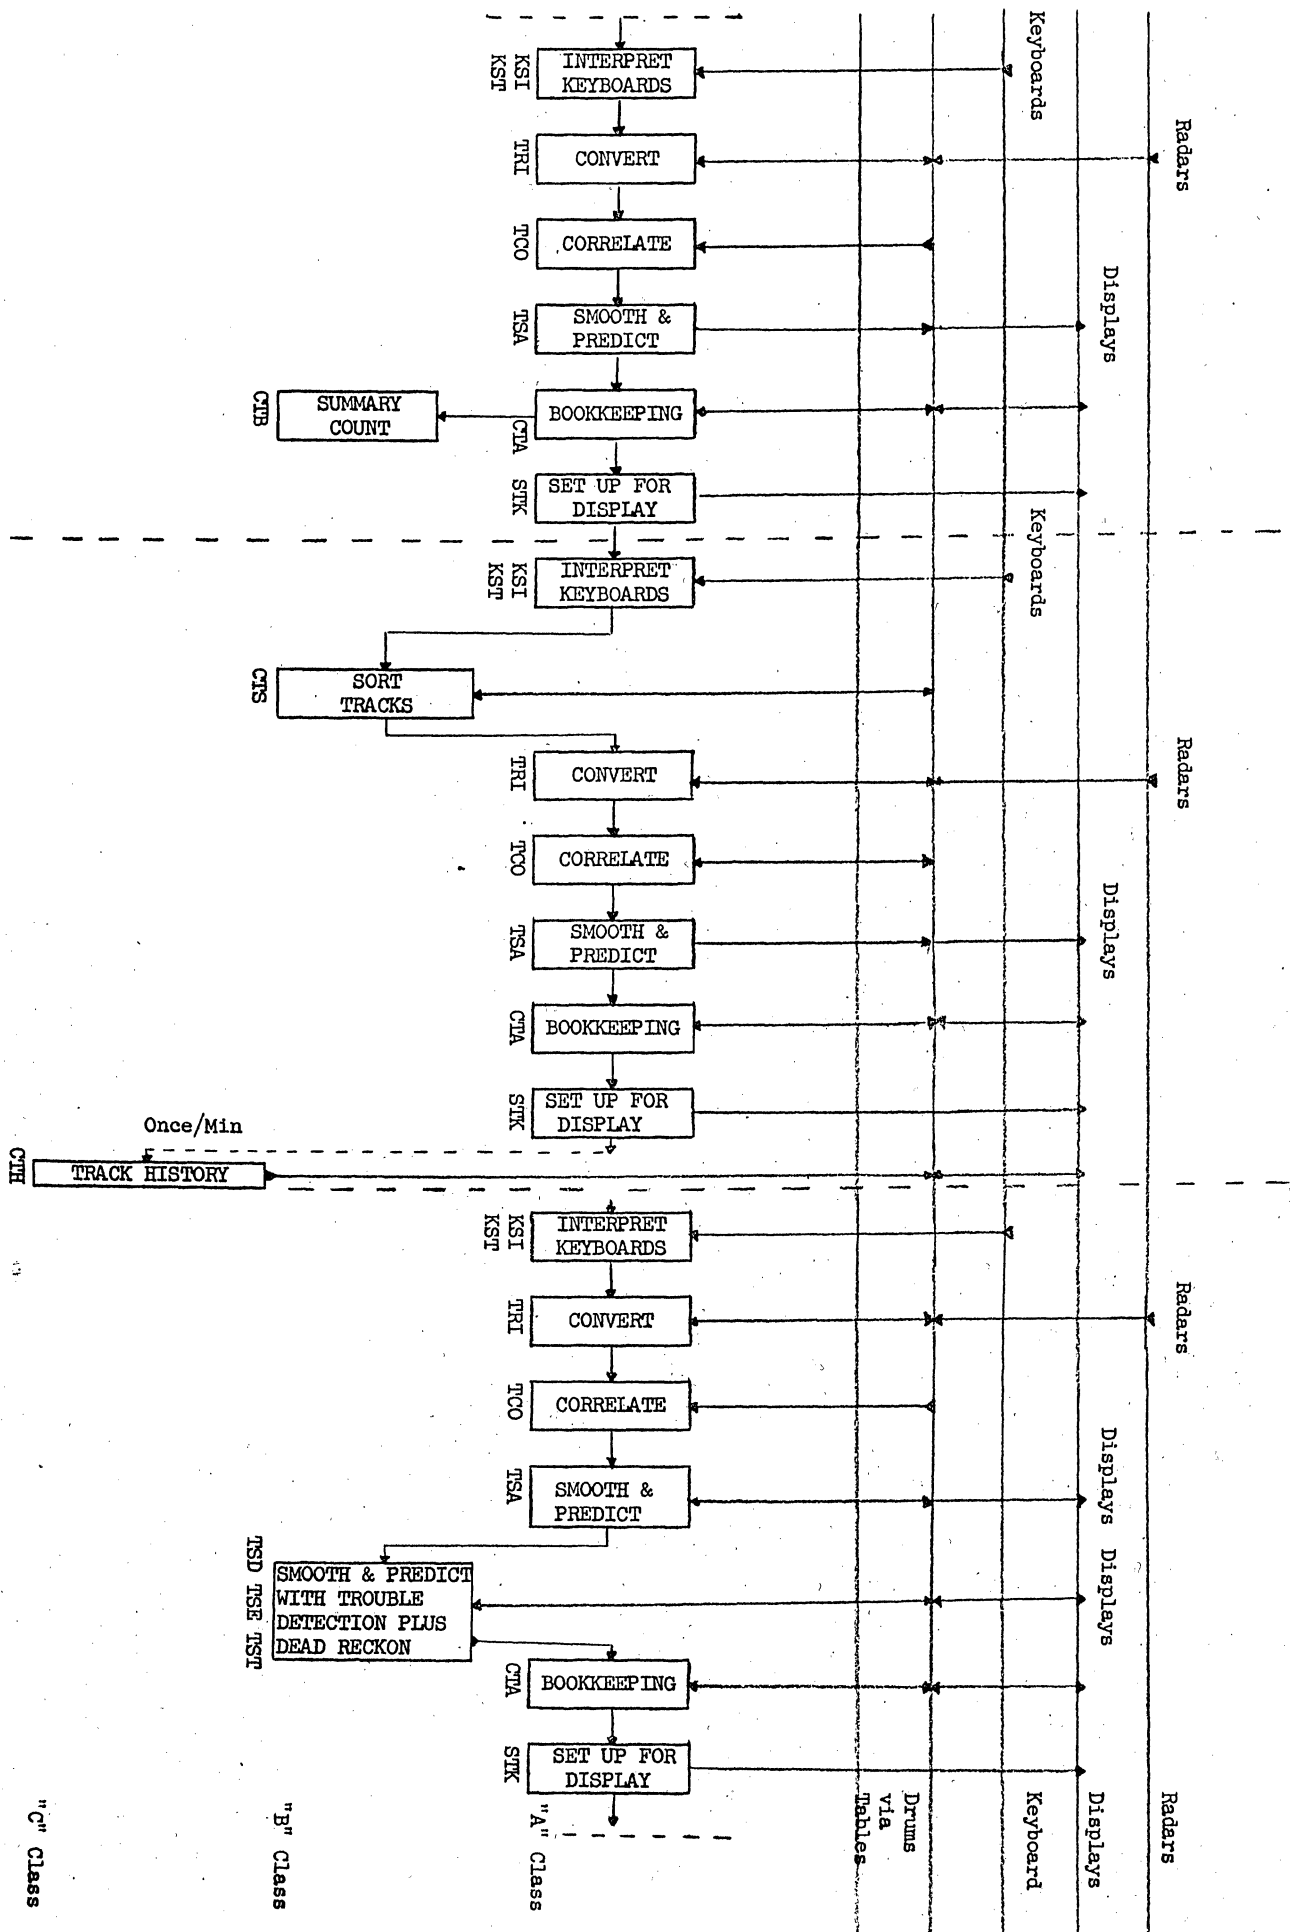 Keyboards
INTERPRET
KEYBOARDS
KSI
KST
Radars
CONVERT
TRI
CORRELATE
TCO
Displays
SMOOTH &
PREDICT
TSA
SUMMARY
COUNT
CTB
BOOKKEEPING
CTA
SET UP FOR
DISPLAY
STK
Keyboards
INTERPRET
KEYBOARDS
KSI
KST
SORT
TRACKS
CTS
Radars
CONVERT
TRI
CORRELATE
TCO
Displays
SMOOTH &
PREDICT
TSA
BOOKKEEPING
CTA
SET UP FOR
DISPLAY
STK
Once/Min
TRACK HISTORY
CTH
INTERPRET
KEYBOARDS
KSI
KST
Radars
CONVERT
TRI
CORRELATE
TCO
Displays
SMOOTH &
PREDICT
TSA
Displays
SMOOTH & PREDICT
WITH TROUBLE
DETECTION PLUS
DEAD RECKON
TSD TSE TST
BOOKKEEPING
CTA
SET UP FOR
DISPLAY
STK
Radars
Displays
Keyboard
Drums
via
Tables
"A" Class
"B" Class
"C" Class